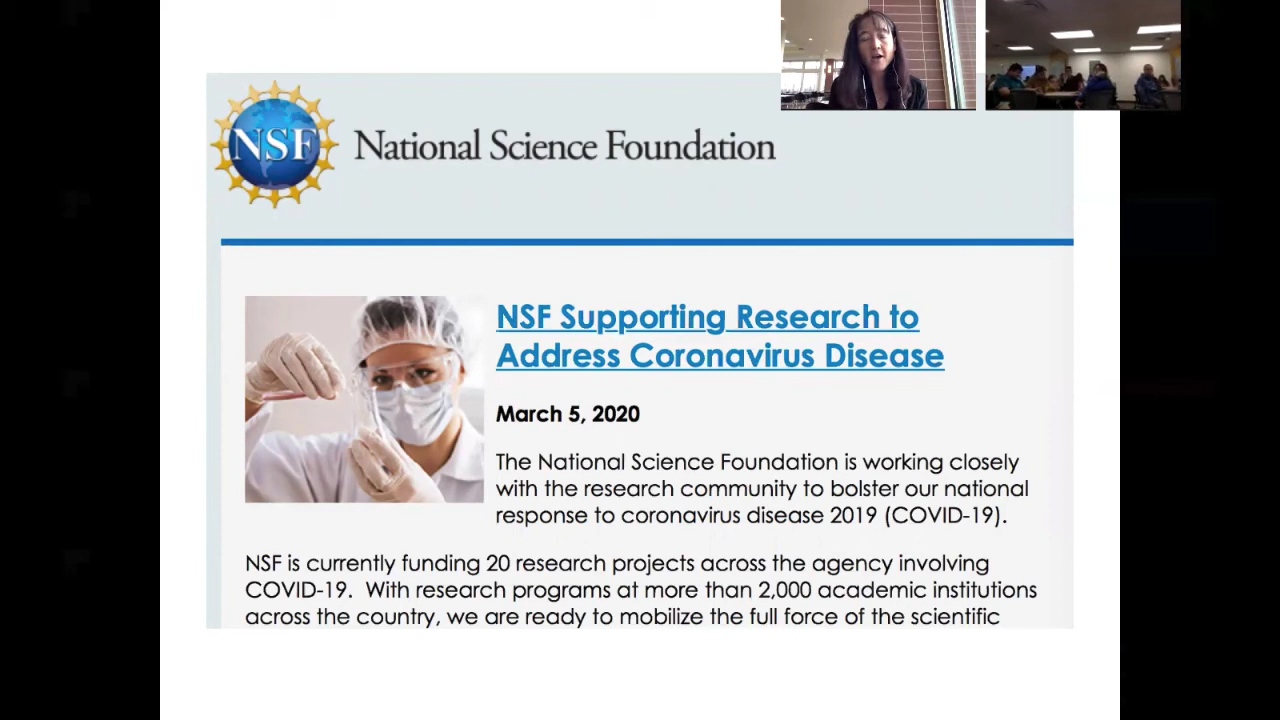 NSF
National Science Foundation
NSF Supporting Research to
Address Coronavirus Disease
March 5, 2020
The National Science Foundation is working closely
with the research community to bolster our national
response to coronavirus disease 2019 (COVID-19).
NSF is currently funding 20 research projects across the agency involving
COVID-19.  With research programs at more than 2,000 academic institutions
across the country, we are ready to mobilize the full force of the scientific